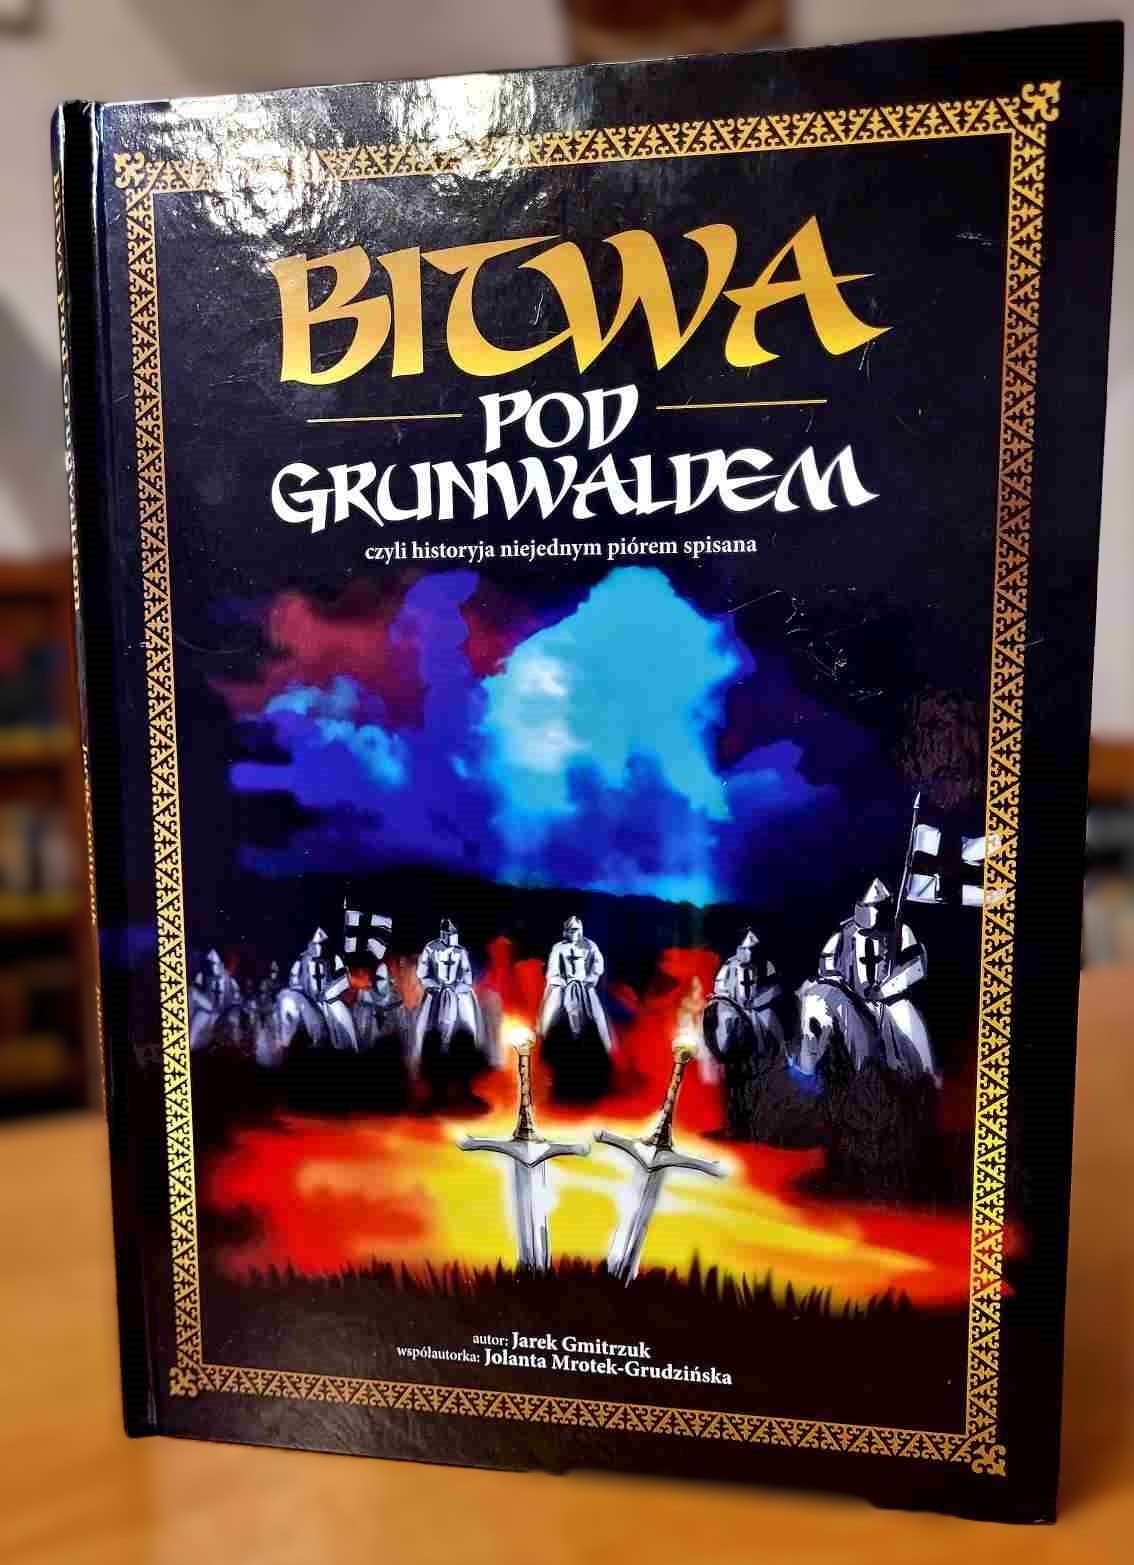 BITWA
POD
GRUNWALDEM
czyli historyja niejednym piórem spisana
autor: Jarek Gmitrzuk
współautorka: Jolanta Mrotek-Grudzińska